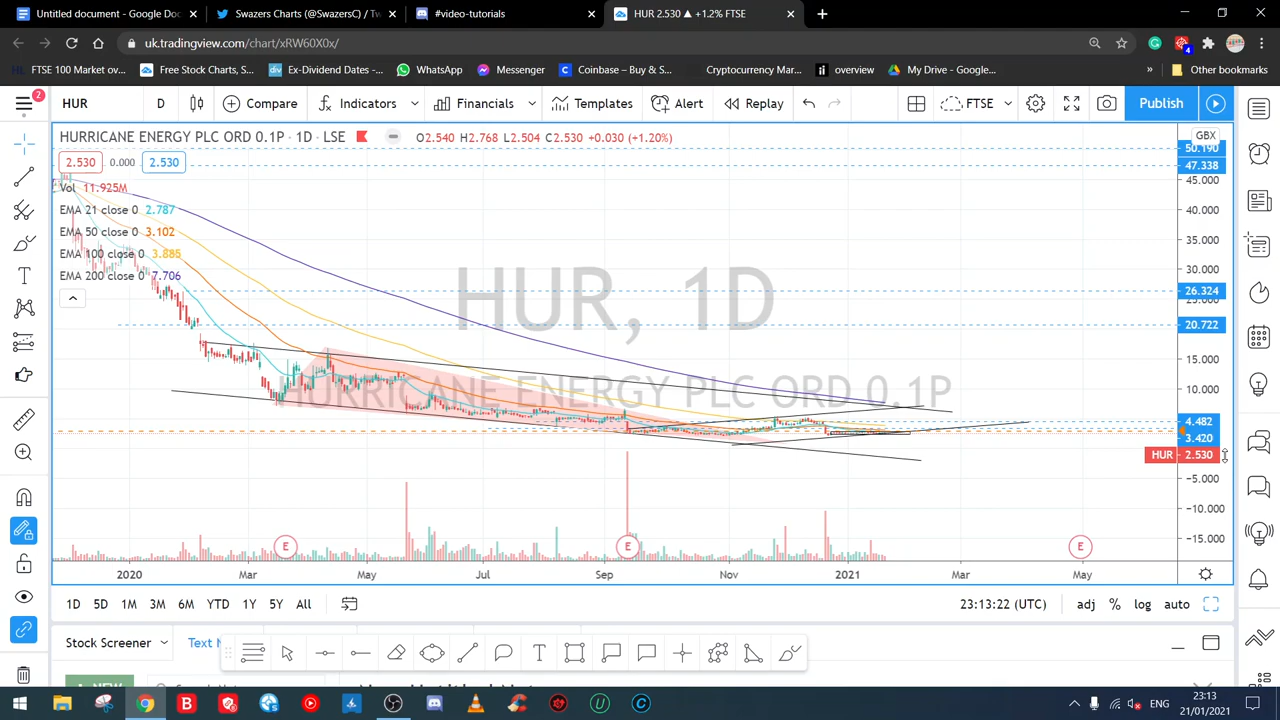 Untitled document - Google Doc
Swazers Charts (@SwazersC) / Tw
#video-tutorials
HUR 2.530 ▲ +1.2% FTSE
uk.tradingview.com/chart/xRW60X0x/
4
FTSE 100 Market ov...
Free Stock Charts, S...
Ex-Dividend Dates -...
WhatsApp
Messenger
Coinbase – Buy & S...
Cryptocurrency Mar...
overview
My Drive - Google...
»
Other bookmarks
2
HUR
D
Compare
Indicators
Financials
Templates
Alert
Replay
FTSE
Publish
HURRICANE ENERGY PLC ORD 0.1P · 1D · LSE
O2.540 H2.768 L2.504 C2.530 +0.030 (+1.20%)
GBX
2.530 0.000 2.530
Vol 11.925M
EMA 21 close 0 2.787
EMA 50 close 0 3.102
EMA 100 close 0 3.885
EMA 200 close 0 7.706
HUR, 1D
HURRICANE ENERGY PLC ORD 0.1P
50.190
47.338
45.000
40.000
35.000
30.000
26.324
25.000
20.722
15.000
10.000
4.482
3.420
HUR 2.530
-5.000
-10.000
-15.000
E
E
E
2020
Mar
May
Jul
Sep
Nov
2021
Mar
May
1D 5D 1M 3M 6M YTD 1Y 5Y All
23:13:22 (UTC)
adj % log auto
Stock Screener
Text N
NEW
ENG
23:13
21/01/2021